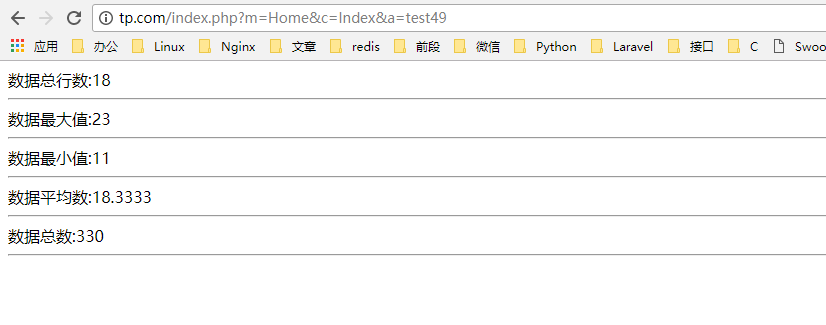 tp.com/index.php?m=Home&c=Index&a=test49
应用 办公 Linux Nginx 文章 redis 前段 微信 Python Laravel 接口 C Swoo
数据总行数:18
数据最大值:23
数据最小值:11
数据平均数:18.3333
数据总数:330